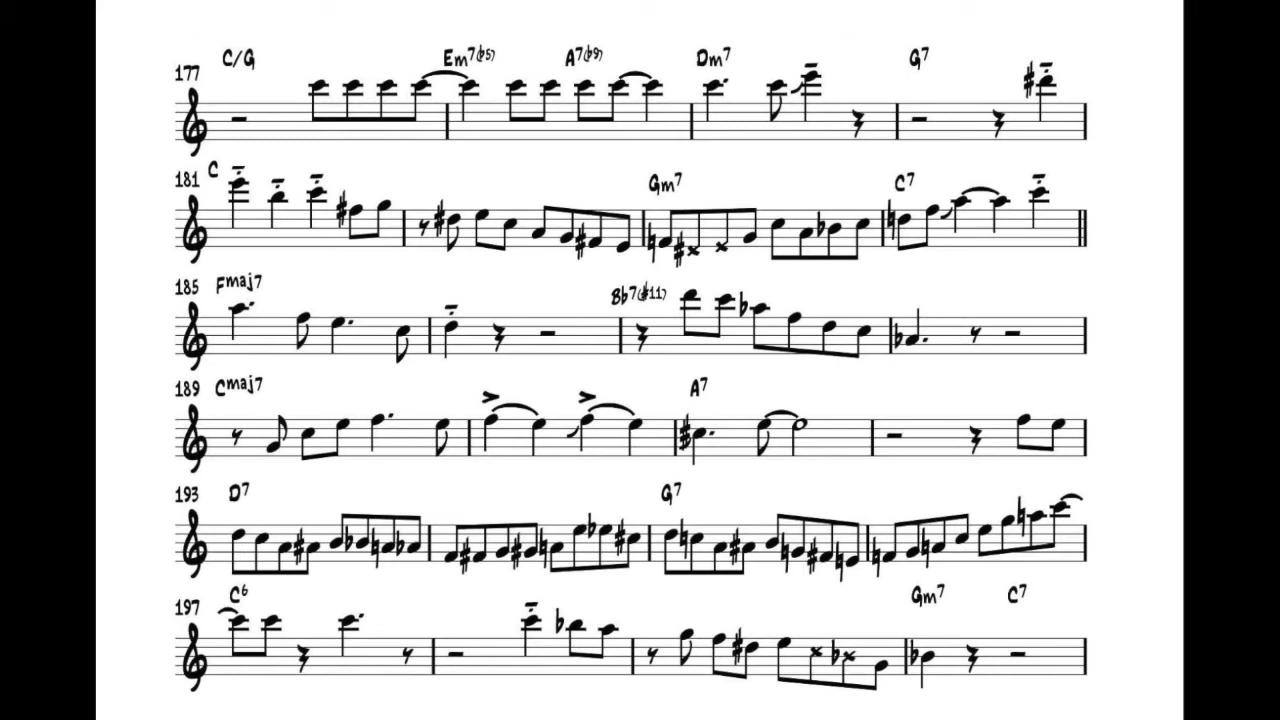 C/G Em7(b5) A7(b9) Dm7 G7
177
C Gm7 C7
181
Fmaj7 Bb7(#11)
185
Cmaj7 A7
189
D7 G7
193
C6 Gm7 C7
197